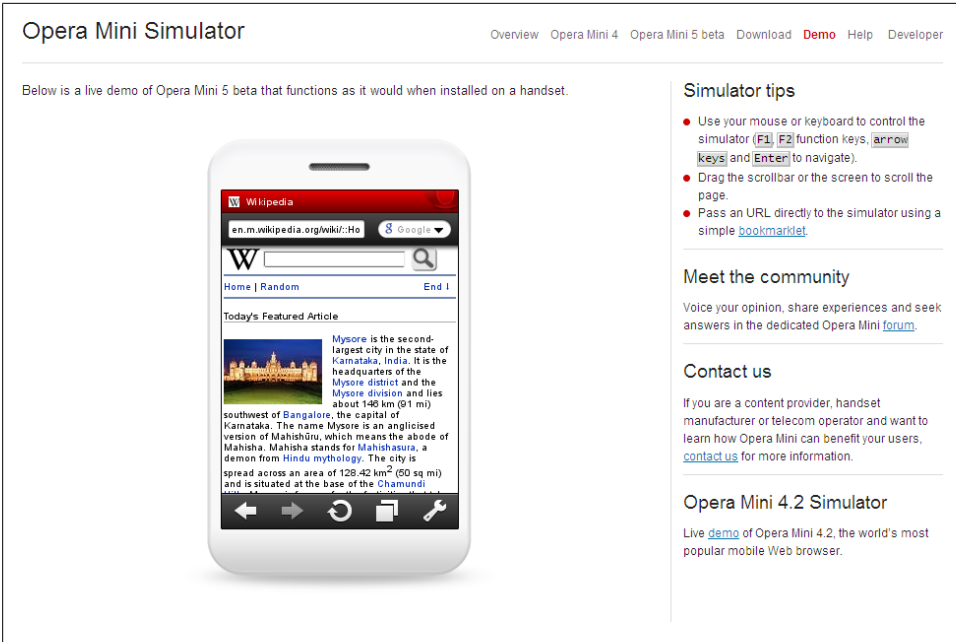 Opera Mini Simulator
Overview Opera Mini 4 Opera Mini 5 beta Download Demo Help Developer
Below is a live demo of Opera Mini 5 beta that functions as it would when installed on a handset.
W Wikipedia
en.m.wikipedia.org/wiki/::Ho
g Google
W
Home | Random End ↓
Today's Featured Article
Mysore is the second-
largest city in the state of
Karnataka, India. It is the
headquarters of the
Mysore district and the
Mysore division and lies
about 146 km (91 mi)
southwest of Bangalore, the capital of
Karnataka. The name Mysore is an anglicised
version of Mahishūru, which means the abode of
Mahisha. Mahisha stands for Mahishasura, a
demon from Hindu mythology. The city is
spread across an area of 128.42 km2 (50 sq mi)
and is situated at the base of the Chamundi
Simulator tips
Use your mouse or keyboard to control the
simulator (F1, F2 function keys, arrow
keys and Enter to navigate).
Drag the scrollbar or the screen to scroll the
page.
Pass an URL directly to the simulator using a
simple bookmarklet.
Meet the community
Voice your opinion, share experiences and seek
answers in the dedicated Opera Mini forum.
Contact us
If you are a content provider, handset
manufacturer or telecom operator and want to
learn how Opera Mini can benefit your users,
contact us for more information.
Opera Mini 4.2 Simulator
Live demo of Opera Mini 4.2, the world's most
popular mobile Web browser.